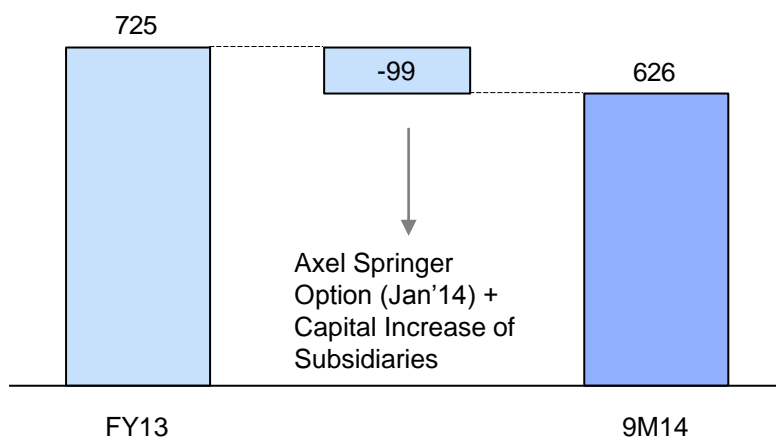 725
-99
626
Axel Springer
Option (Jan’14) +
Capital Increase of
Subsidiaries
FY13
9M14